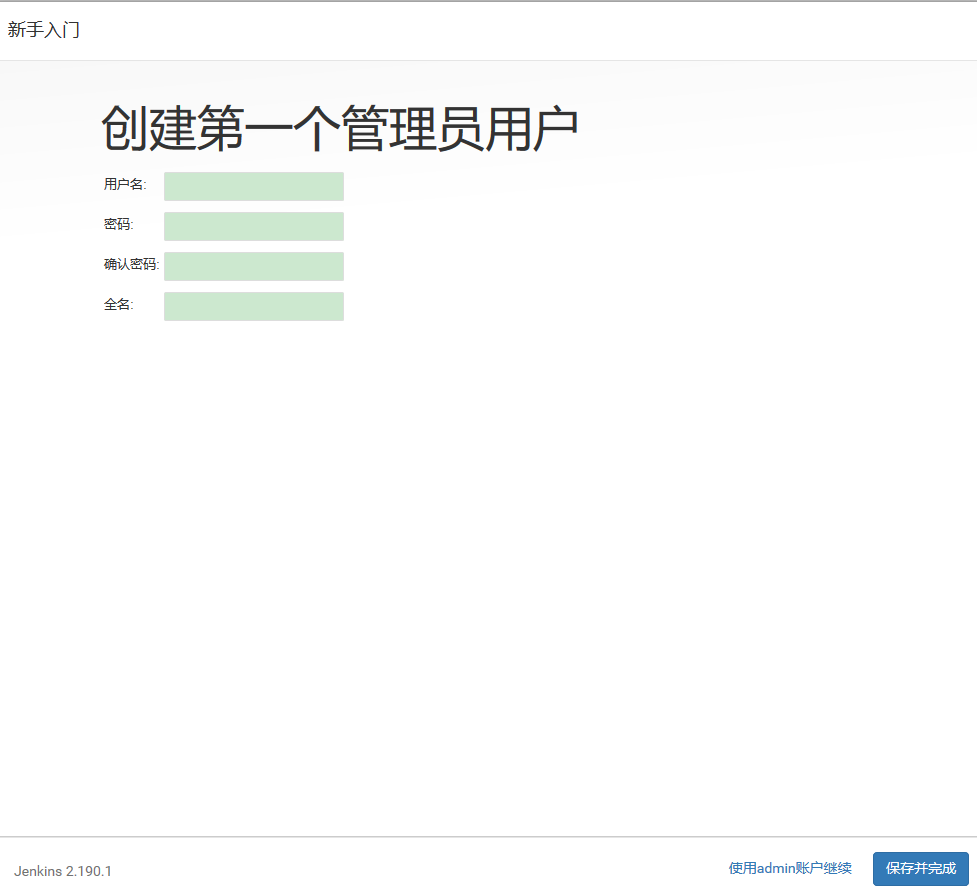 新手入门
创建第一个管理员用户
用户名:
密码:
确认密码:
全名:
Jenkins 2.190.1
使用admin账户继续
保存并完成